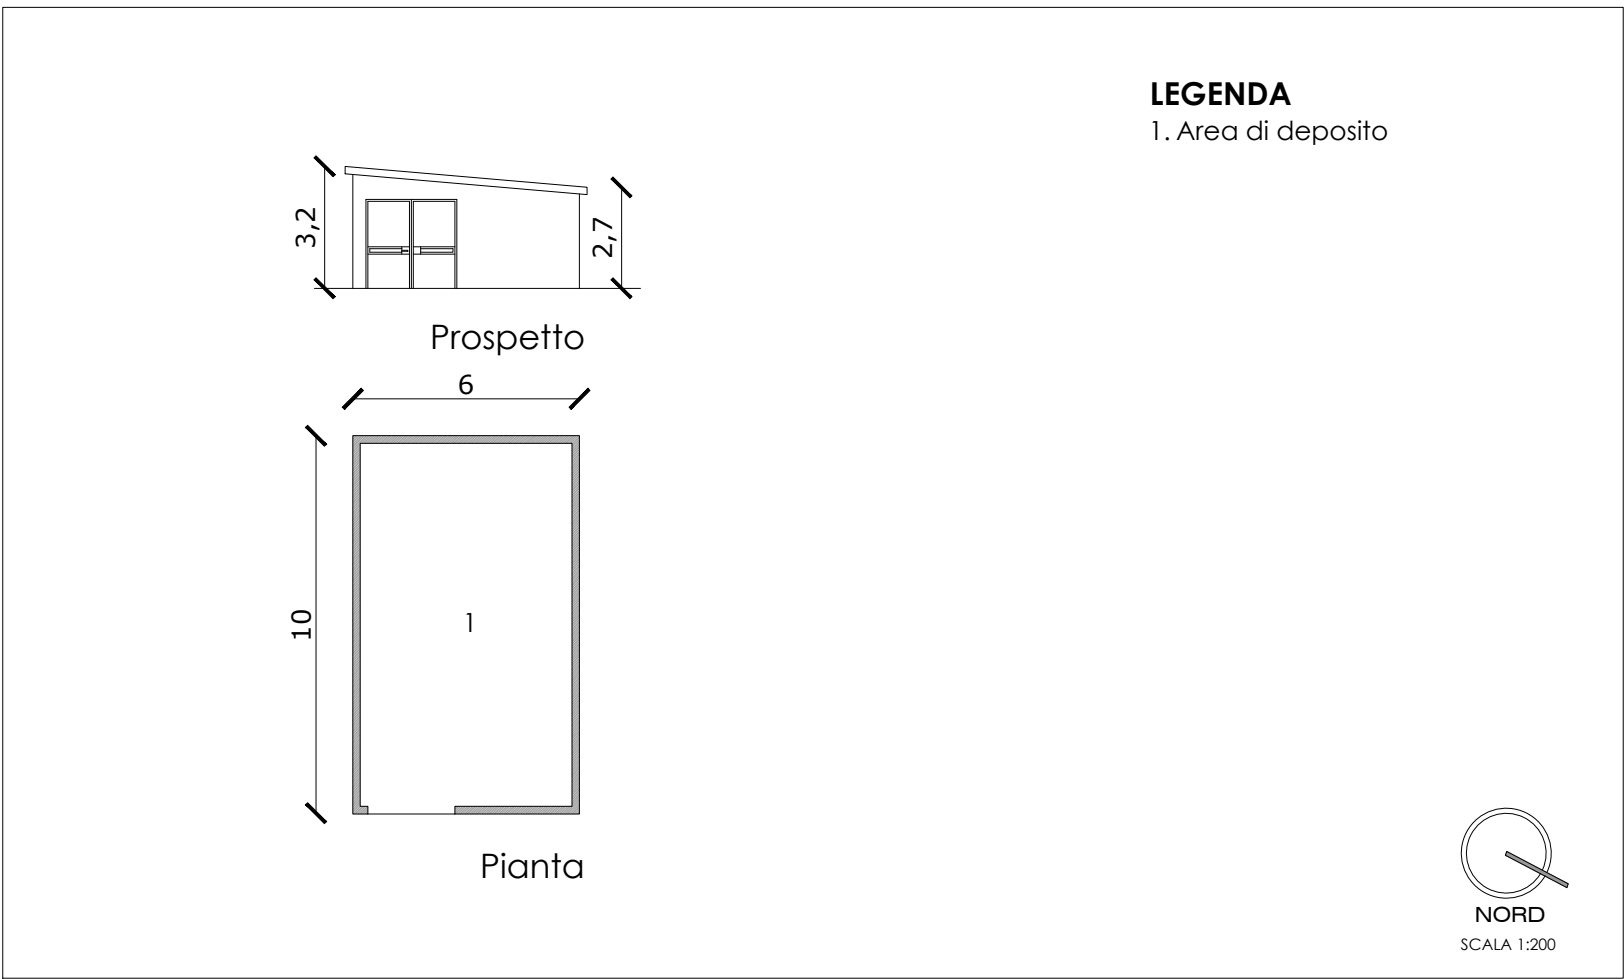 LEGENDA
1. Area di deposito
3,2
2,7
Prospetto
6
10
1
Pianta
NORD
SCALA 1:200